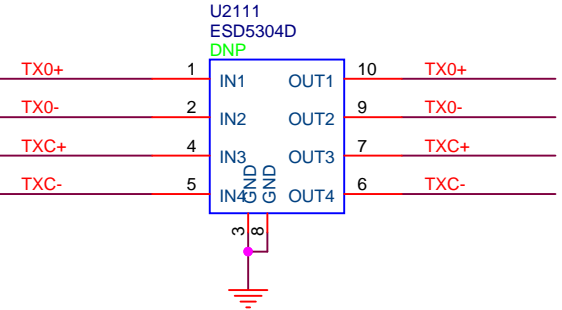 U2111
ESD5304D
DNP
TX0+ 1 IN1 OUT1 10 TX0+
TX0- 2 IN2 OUT2 9 TX0-
TXC+ 4 IN3 OUT3 7 TXC+
TXC- 5 IN4 OUT4 6 TXC-
GND GND
3 8